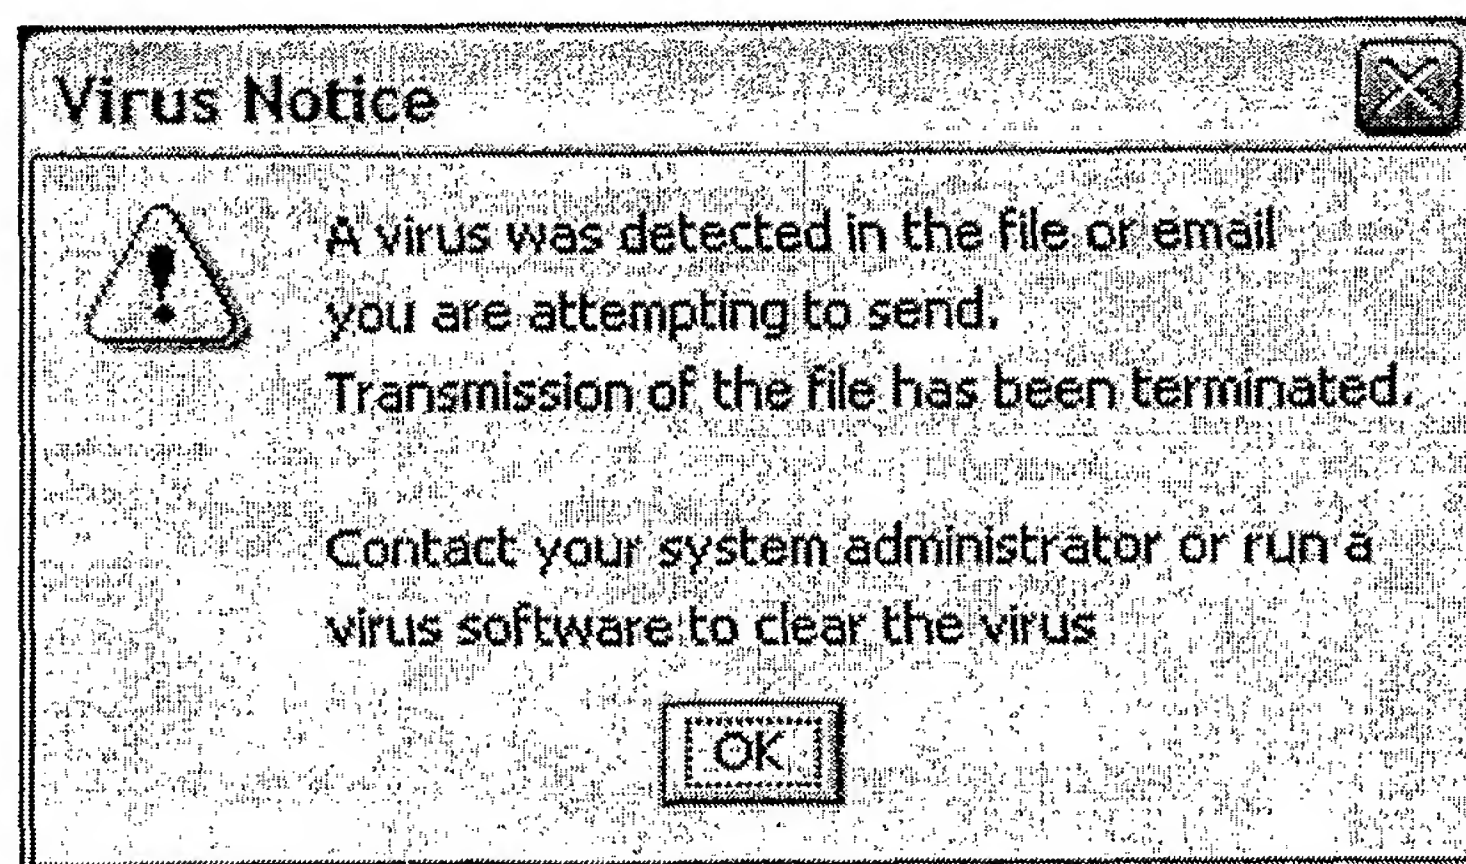 Virus Notice
A virus was detected in the file or email
you are attempting to send.
Transmission of the file has been terminated.
Contact your system administrator or run a
virus software to clear the virus
OK